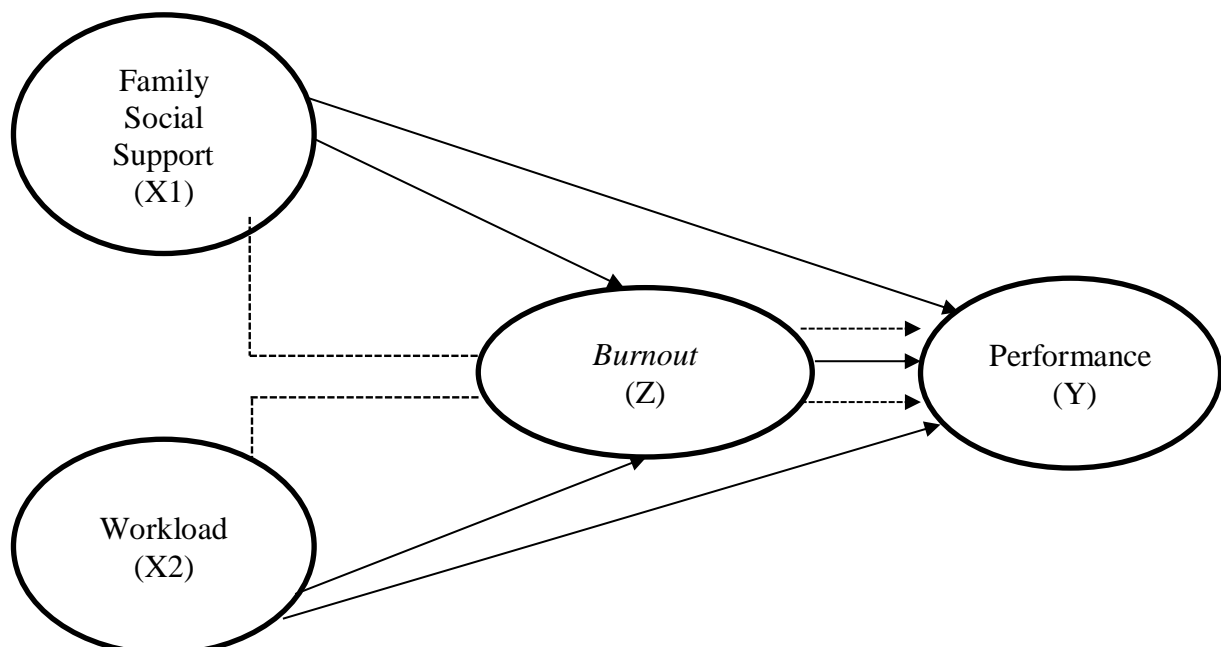 Family
Social
Support
(X1)
Burnout
(Z)
Performance
(Y)
Workload
(X2)